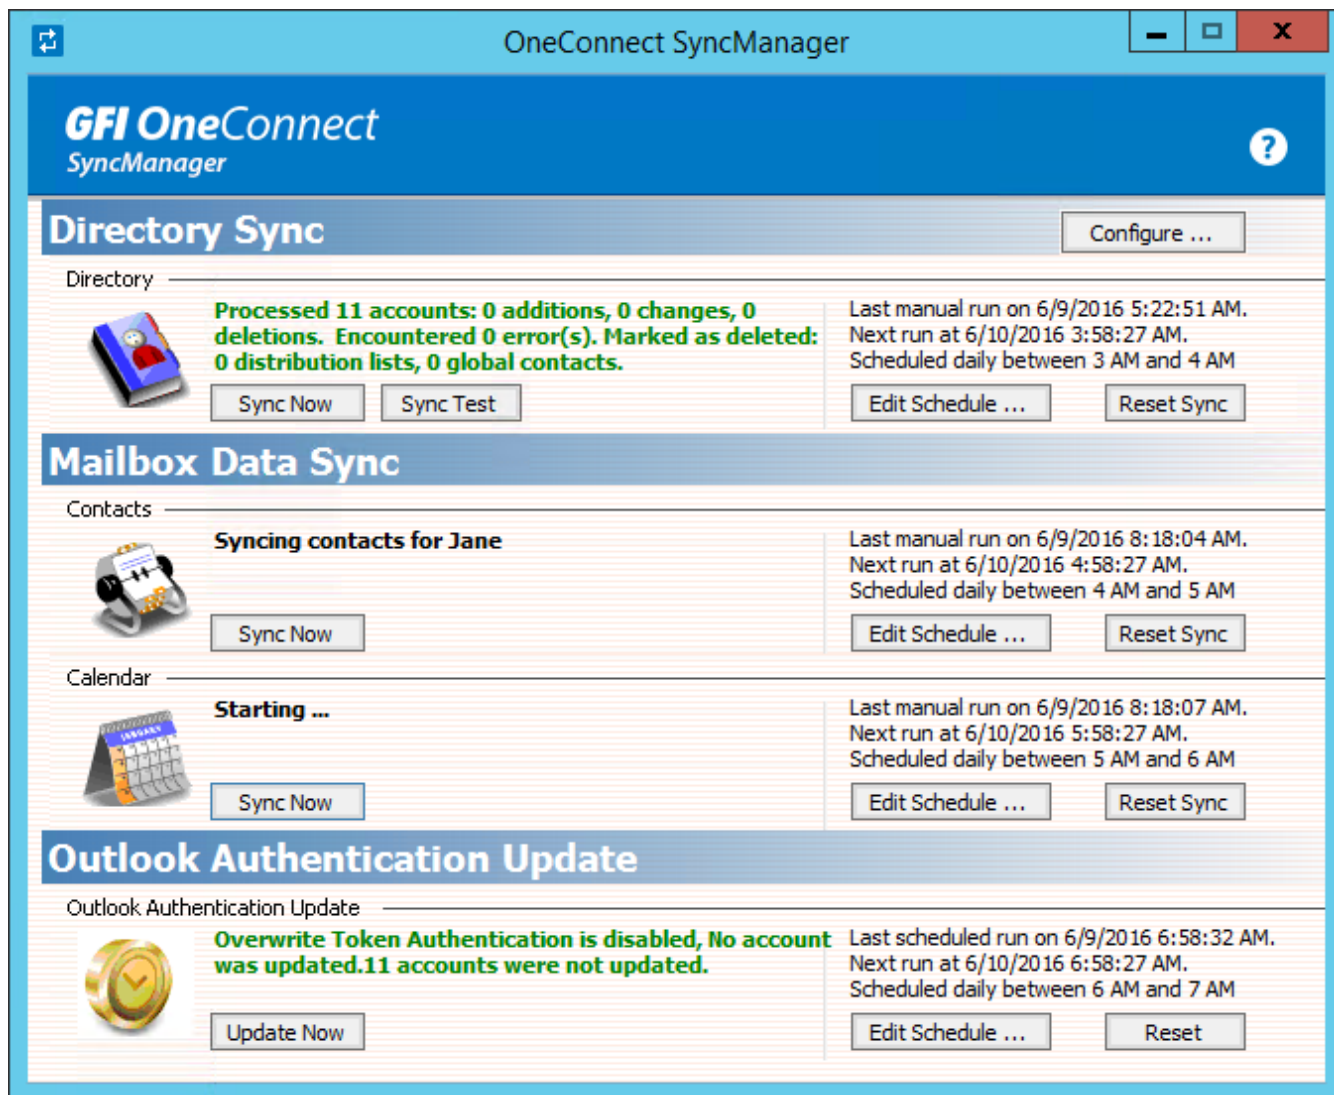 OneConnect SyncManager
GFI OneConnect
SyncManager
?
Directory Sync
Configure ...
Directory
Processed 11 accounts: 0 additions, 0 changes, 0
deletions.  Encountered 0 error(s). Marked as deleted:
0 distribution lists, 0 global contacts.
Last manual run on 6/9/2016 5:22:51 AM.
Next run at 6/10/2016 3:58:27 AM.
Scheduled daily between 3 AM and 4 AM
Sync Now
Sync Test
Edit Schedule ...
Reset Sync
Mailbox Data Sync
Contacts
Syncing contacts for Jane
Last manual run on 6/9/2016 8:18:04 AM.
Next run at 6/10/2016 4:58:27 AM.
Scheduled daily between 4 AM and 5 AM
Sync Now
Edit Schedule ...
Reset Sync
Calendar
JANUARY
Starting ...
Last manual run on 6/9/2016 8:18:07 AM.
Next run at 6/10/2016 5:58:27 AM.
Scheduled daily between 5 AM and 6 AM
Sync Now
Edit Schedule ...
Reset Sync
Outlook Authentication Update
Outlook Authentication Update
Overwrite Token Authentication is disabled, No account
was updated.11 accounts were not updated.
Last scheduled run on 6/9/2016 6:58:32 AM.
Next run at 6/10/2016 6:58:27 AM.
Scheduled daily between 6 AM and 7 AM
Update Now
Edit Schedule ...
Reset